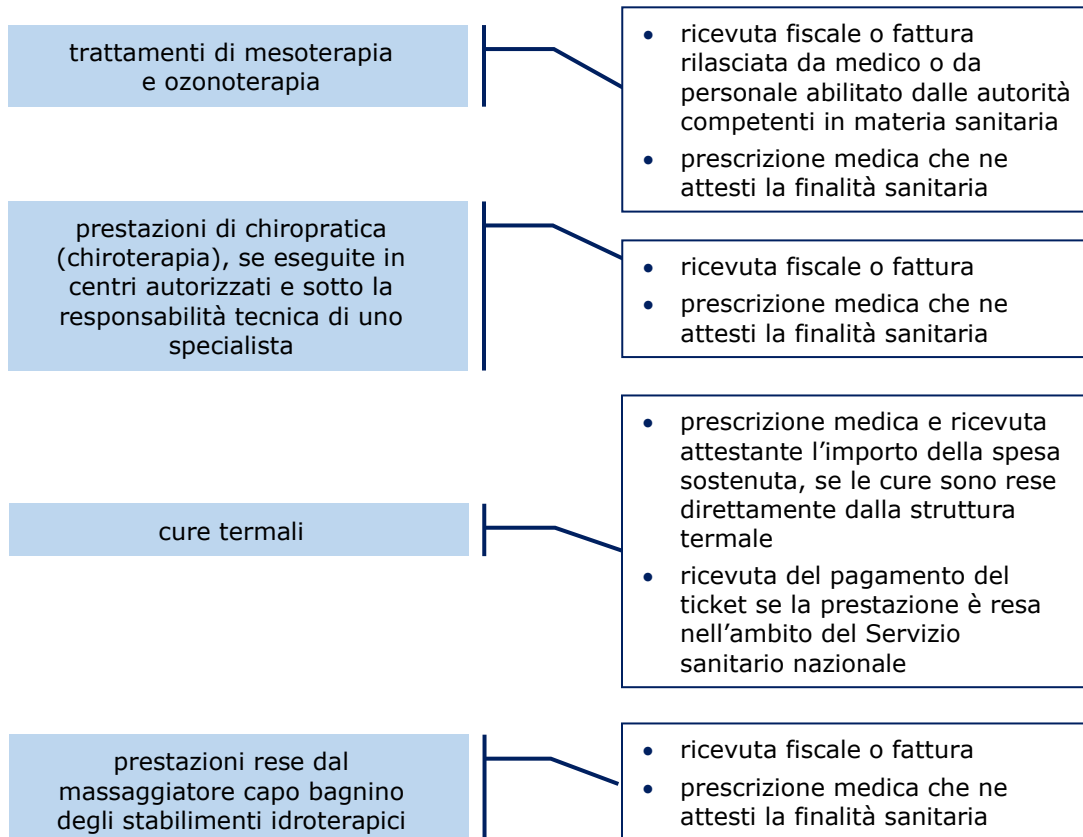 trattamenti di mesoterapia
e ozonoterapia
• ricevuta fiscale o fattura
rilasciata da medico o da
personale abilitato dalle autorità
competenti in materia sanitaria
• prescrizione medica che ne
attesti la finalità sanitaria
prestazioni di chiropratica
(chiroterapia), se eseguite in
centri autorizzati e sotto la
responsabilità tecnica di uno
specialista
• ricevuta fiscale o fattura
• prescrizione medica che ne
attesti la finalità sanitaria
cure termali
• prescrizione medica e ricevuta
attestante l’importo della spesa
sostenuta, se le cure sono rese
direttamente dalla struttura
termale
• ricevuta del pagamento del
ticket se la prestazione è resa
nell’ambito del Servizio
sanitario nazionale
prestazioni rese dal
massaggiatore capo bagnino
degli stabilimenti idroterapici
• ricevuta fiscale o fattura
• prescrizione medica che ne
attesti la finalità sanitaria